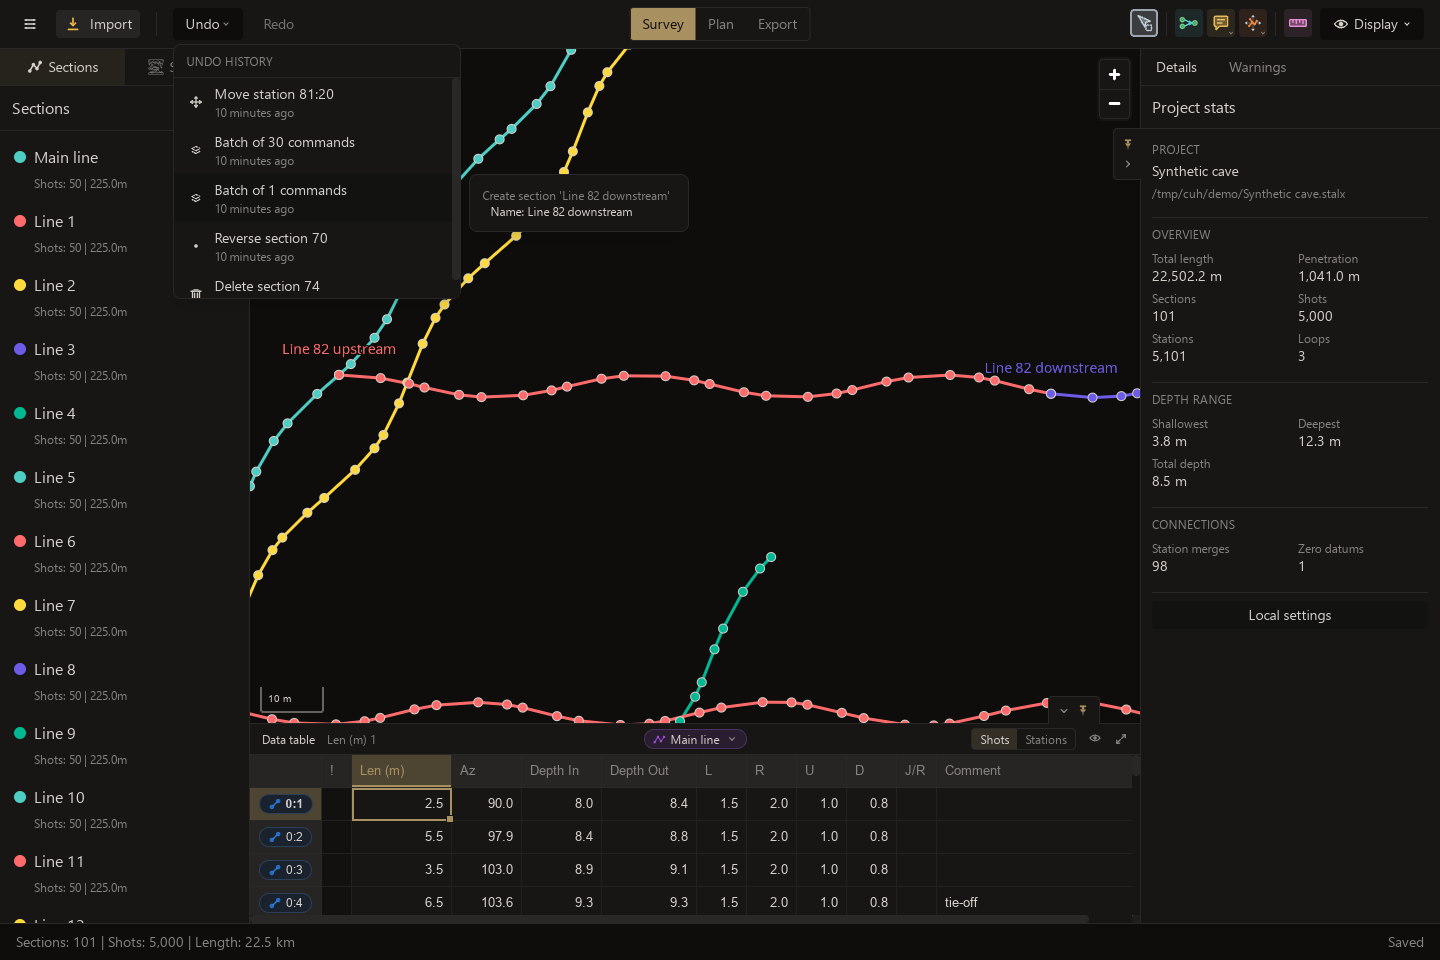 Import
Undo
Redo
Survey
Plan
Export
Display
Sections
UNDO HISTORY
Move station 81:20
10 minutes ago
Batch of 30 commands
10 minutes ago
Batch of 1 commands
10 minutes ago
Reverse section 70
10 minutes ago
Delete section 74
Create section 'Line 82 downstream'
Name: Line 82 downstream
Sections
Main line
Shots: 50 | 225.0m
Line 1
Shots: 50 | 225.0m
Line 2
Shots: 50 | 225.0m
Line 3
Shots: 50 | 225.0m
Line 4
Shots: 50 | 225.0m
Line 5
Shots: 50 | 225.0m
Line 6
Shots: 50 | 225.0m
Line 7
Shots: 50 | 225.0m
Line 8
Shots: 50 | 225.0m
Line 9
Shots: 50 | 225.0m
Line 10
Shots: 50 | 225.0m
Line 11
Shots: 50 | 225.0m
Line 82 upstream
Line 82 downstream
10 m
Data table
Len (m) 1
Main line
Shots
Stations
! Len (m) Az Depth In Depth Out L R U D J/R Comment
0:1 2.5 90.0 8.0 8.4 1.5 2.0 1.0 0.8
0:2 5.5 97.9 8.4 8.8 1.5 2.0 1.0 0.8
0:3 3.5 103.0 8.9 9.1 1.5 2.0 1.0 0.8
0:4 6.5 103.6 9.3 9.3 1.5 2.0 1.0 0.8 tie-off
Details
Warnings
Project stats
PROJECT
Synthetic cave
/tmp/cuh/demo/Synthetic cave.stalx
OVERVIEW
Total length Penetration
22,502.2 m 1,041.0 m
Sections Shots
101 5,000
Stations Loops
5,101 3
DEPTH RANGE
Shallowest Deepest
3.8 m 12.3 m
Total depth
8.5 m
CONNECTIONS
Station merges Zero datums
98 1
Local settings
Sections: 101 | Shots: 5,000 | Length: 22.5 km
Saved